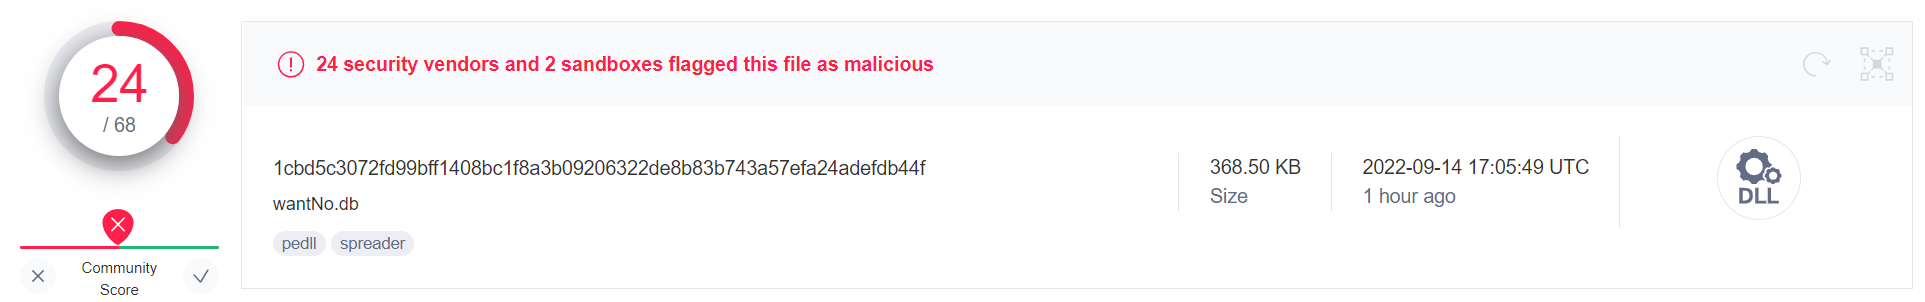 24
/ 68
Community
Score
24 security vendors and 2 sandboxes flagged this file as malicious
1cbd5c3072fd99bff1408bc1f8a3b09206322de8b83b743a57efa24adefdb44f
wantNo.db
pedll spreader
368.50 KB
Size
2022-09-14 17:05:49 UTC
1 hour ago
DLL